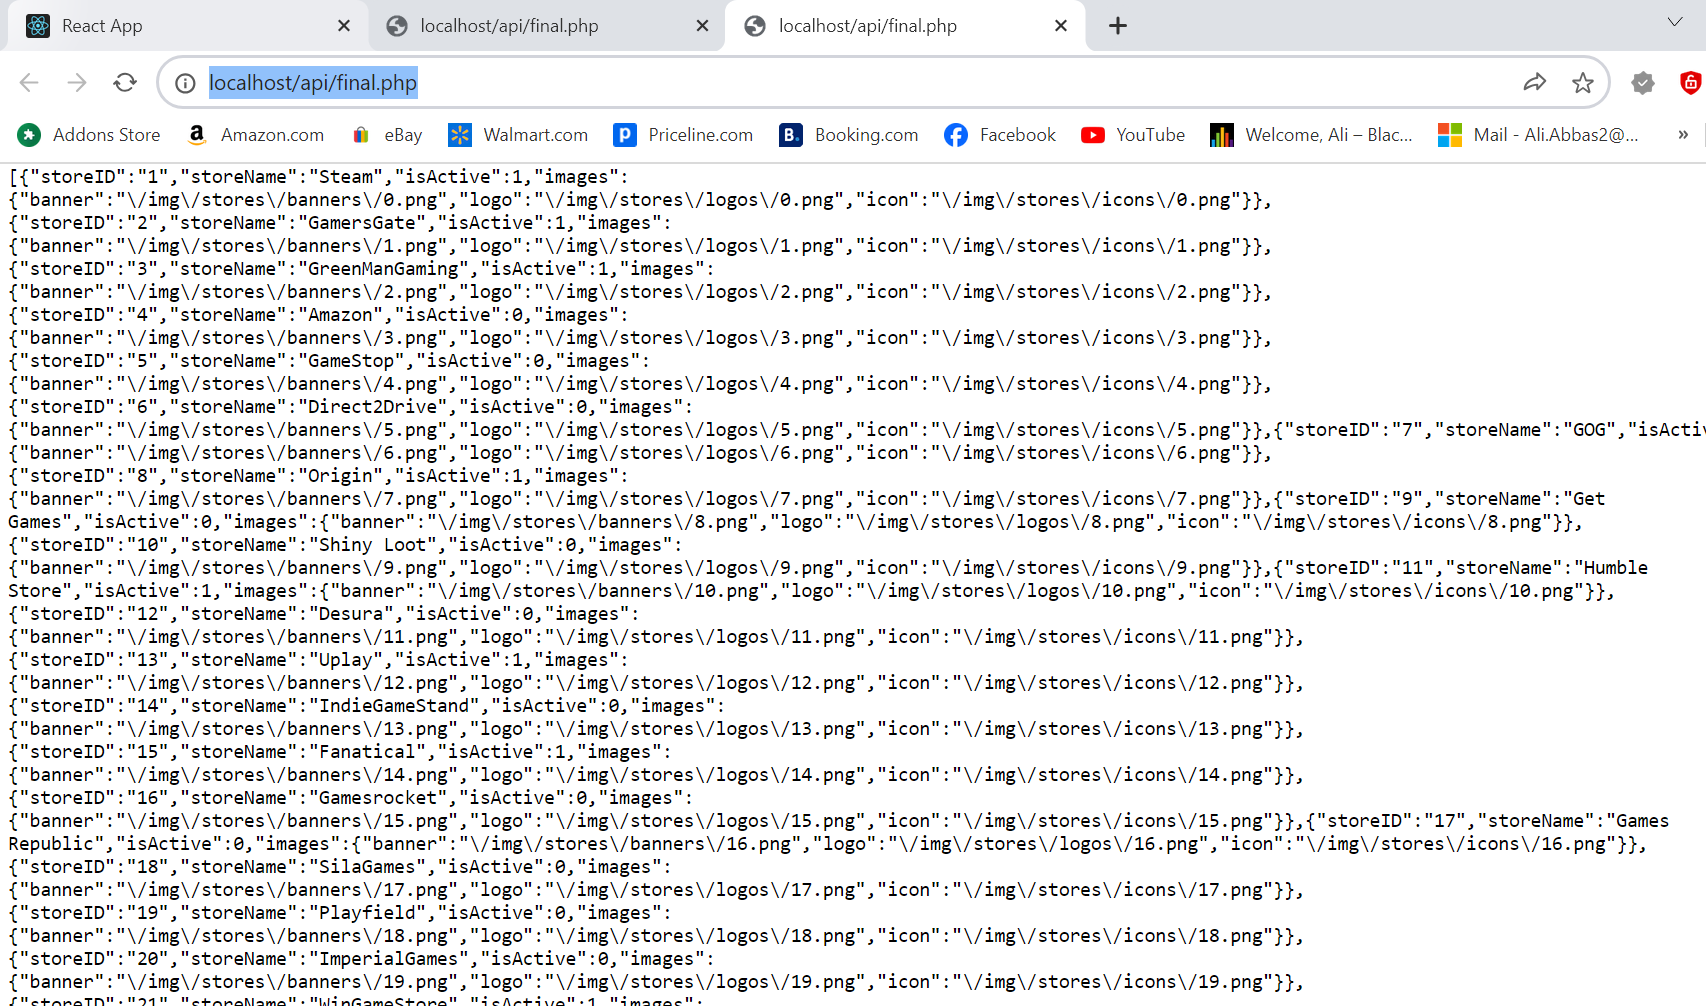 React App
localhost/api/final.php
localhost/api/final.php
localhost/api/final.php
Addons Store
Amazon.com
eBay
Walmart.com
Priceline.com
Booking.com
Facebook
YouTube
Welcome, Ali – Blac...
Mail - Ali.Abbas2@...
»
[{"storeID":"1","storeName":"Steam","isActive":1,"images":
{"banner":"\/img\/stores\/banners\/0.png","logo":"\/img\/stores\/logos\/0.png","icon":"\/img\/stores\/icons\/0.png"}},
{"storeID":"2","storeName":"GamersGate","isActive":1,"images":
{"banner":"\/img\/stores\/banners\/1.png","logo":"\/img\/stores\/logos\/1.png","icon":"\/img\/stores\/icons\/1.png"}},
{"storeID":"3","storeName":"GreenManGaming","isActive":1,"images":
{"banner":"\/img\/stores\/banners\/2.png","logo":"\/img\/stores\/logos\/2.png","icon":"\/img\/stores\/icons\/2.png"}},
{"storeID":"4","storeName":"Amazon","isActive":0,"images":
{"banner":"\/img\/stores\/banners\/3.png","logo":"\/img\/stores\/logos\/3.png","icon":"\/img\/stores\/icons\/3.png"}},
{"storeID":"5","storeName":"GameStop","isActive":0,"images":
{"banner":"\/img\/stores\/banners\/4.png","logo":"\/img\/stores\/logos\/4.png","icon":"\/img\/stores\/icons\/4.png"}},
{"storeID":"6","storeName":"Direct2Drive","isActive":0,"images":
{"banner":"\/img\/stores\/banners\/5.png","logo":"\/img\/stores\/logos\/5.png","icon":"\/img\/stores\/icons\/5.png"}},{"storeID":"7","storeName":"GOG","isActiv
{"banner":"\/img\/stores\/banners\/6.png","logo":"\/img\/stores\/logos\/6.png","icon":"\/img\/stores\/icons\/6.png"}},
{"storeID":"8","storeName":"Origin","isActive":1,"images":
{"banner":"\/img\/stores\/banners\/7.png","logo":"\/img\/stores\/logos\/7.png","icon":"\/img\/stores\/icons\/7.png"}},{"storeID":"9","storeName":"Get
Games","isActive":0,"images":{"banner":"\/img\/stores\/banners\/8.png","logo":"\/img\/stores\/logos\/8.png","icon":"\/img\/stores\/icons\/8.png"}},
{"storeID":"10","storeName":"Shiny Loot","isActive":0,"images":
{"banner":"\/img\/stores\/banners\/9.png","logo":"\/img\/stores\/logos\/9.png","icon":"\/img\/stores\/icons\/9.png"}},{"storeID":"11","storeName":"Humble
Store","isActive":1,"images":{"banner":"\/img\/stores\/banners\/10.png","logo":"\/img\/stores\/logos\/10.png","icon":"\/img\/stores\/icons\/10.png"}},
{"storeID":"12","storeName":"Desura","isActive":0,"images":
{"banner":"\/img\/stores\/banners\/11.png","logo":"\/img\/stores\/logos\/11.png","icon":"\/img\/stores\/icons\/11.png"}},
{"storeID":"13","storeName":"Uplay","isActive":1,"images":
{"banner":"\/img\/stores\/banners\/12.png","logo":"\/img\/stores\/logos\/12.png","icon":"\/img\/stores\/icons\/12.png"}},
{"storeID":"14","storeName":"IndieGameStand","isActive":0,"images":
{"banner":"\/img\/stores\/banners\/13.png","logo":"\/img\/stores\/logos\/13.png","icon":"\/img\/stores\/icons\/13.png"}},
{"storeID":"15","storeName":"Fanatical","isActive":1,"images":
{"banner":"\/img\/stores\/banners\/14.png","logo":"\/img\/stores\/logos\/14.png","icon":"\/img\/stores\/icons\/14.png"}},
{"storeID":"16","storeName":"Gamesrocket","isActive":0,"images":
{"banner":"\/img\/stores\/banners\/15.png","logo":"\/img\/stores\/logos\/15.png","icon":"\/img\/stores\/icons\/15.png"}},{"storeID":"17","storeName":"Games
Republic","isActive":0,"images":{"banner":"\/img\/stores\/banners\/16.png","logo":"\/img\/stores\/logos\/16.png","icon":"\/img\/stores\/icons\/16.png"}},
{"storeID":"18","storeName":"SilaGames","isActive":0,"images":
{"banner":"\/img\/stores\/banners\/17.png","logo":"\/img\/stores\/logos\/17.png","icon":"\/img\/stores\/icons\/17.png"}},
{"storeID":"19","storeName":"Playfield","isActive":0,"images":
{"banner":"\/img\/stores\/banners\/18.png","logo":"\/img\/stores\/logos\/18.png","icon":"\/img\/stores\/icons\/18.png"}},
{"storeID":"20","storeName":"ImperialGames","isActive":0,"images":
{"banner":"\/img\/stores\/banners\/19.png","logo":"\/img\/stores\/logos\/19.png","icon":"\/img\/stores\/icons\/19.png"}},
{"storeID":"21","storeName":"WinGameStore","isActive":1,"images":